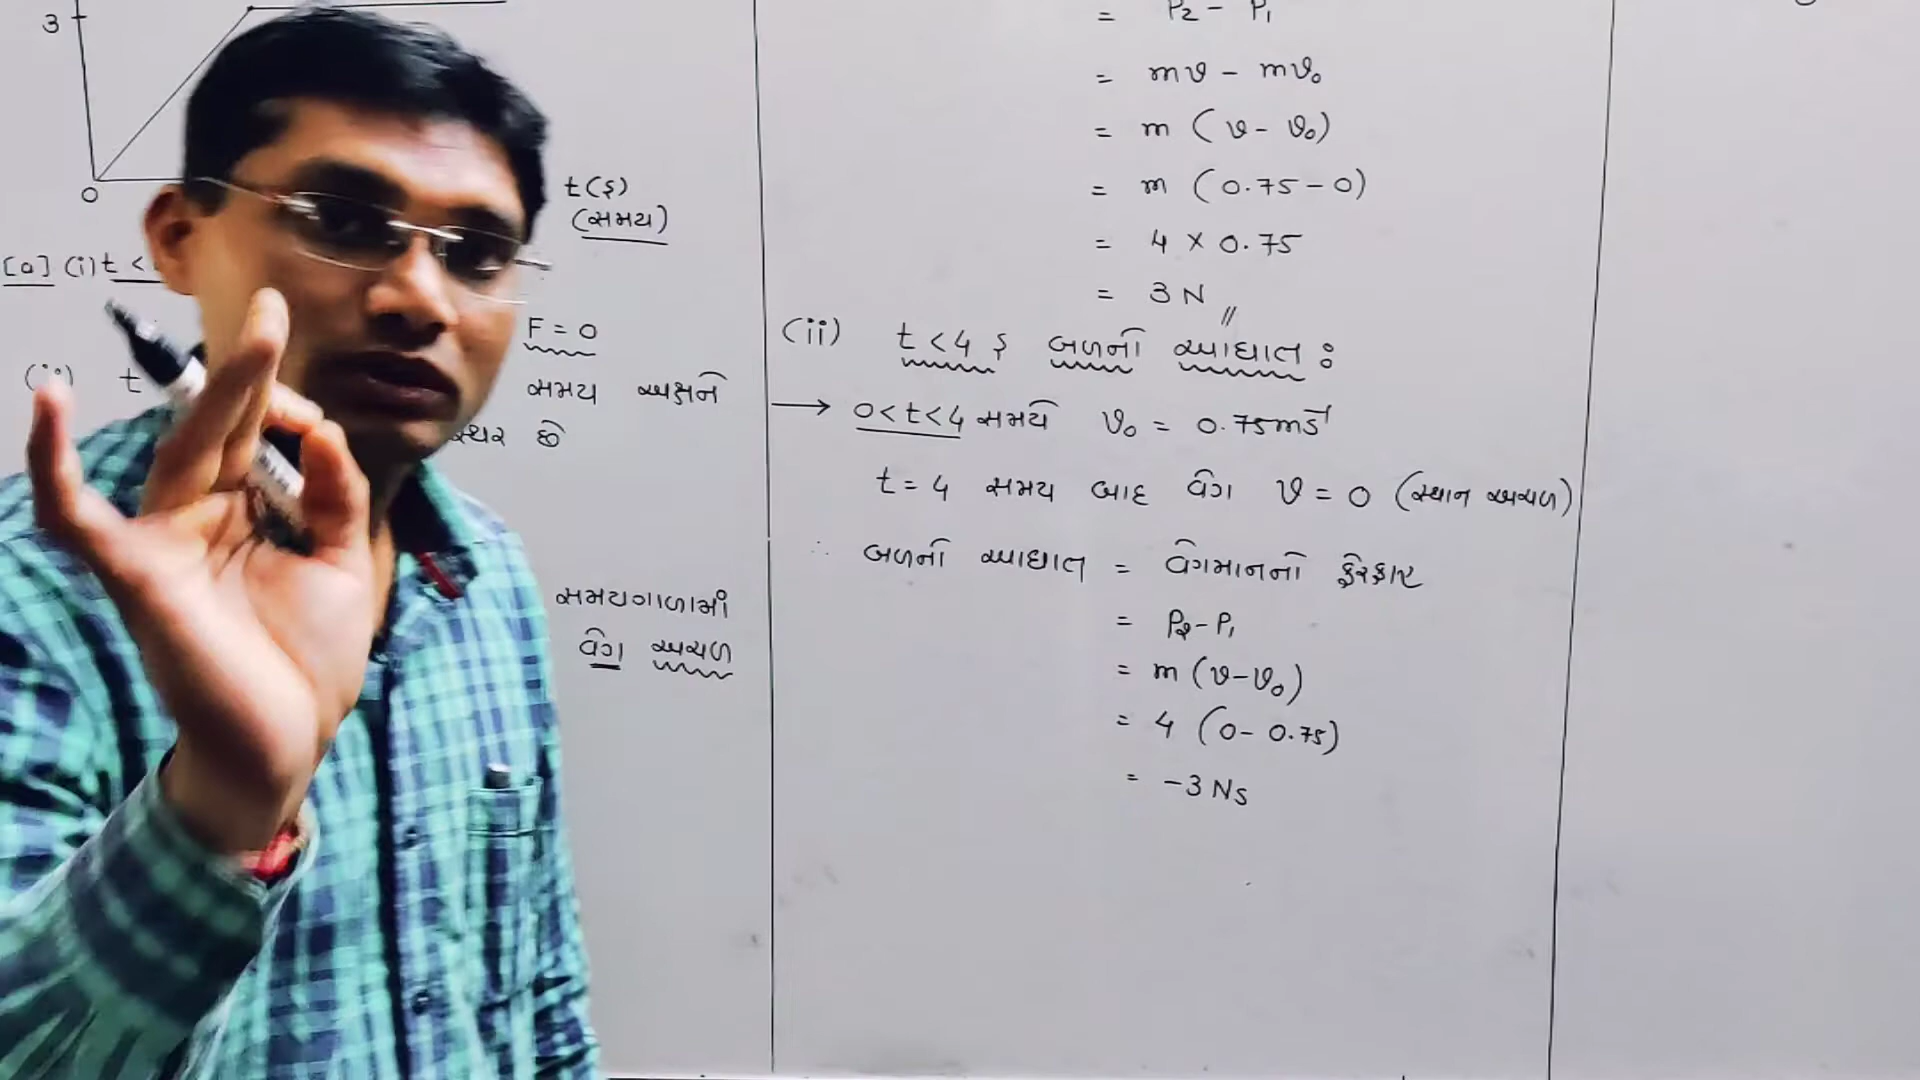 3
0
t(s)
(સમય)
[a] (i) t <
F = 0
(ii) t
સમય અક્ષને
સ્થિર છે
સમયગાળામાં
વેગ અચળ
= P₂ - P₁
= mv - mv₀
= m (v - v₀)
= m (0.75 - 0)
= 4 × 0.75
= 3 N
(ii) t < 4 s બળનો આઘાત :
→ 0 < t < 4 સમયે v₀ = 0.75 ms⁻¹
t = 4 સમય બાદ વેગ v = 0 (સ્થાન અચળ)
∴ બળનો આઘાત = વેગમાનનો ફેરફાર
= P₂ - P₁
= m (v - v₀)
= 4 (0 - 0.75)
= -3 Ns